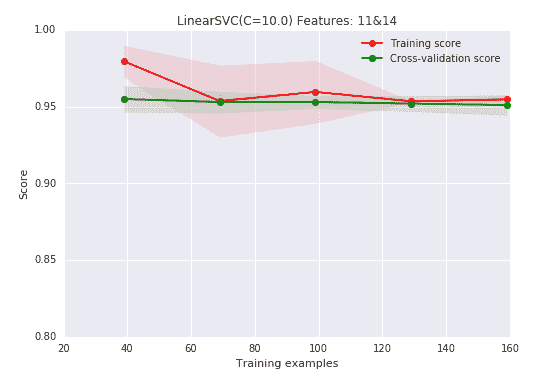 LinearSVC(C=10.0) Features: 11&14
1.00
Training score
Cross-validation score
0.95
0.90
Score
0.85
0.80
20 40 60 80 100 120 140 160
Training examples